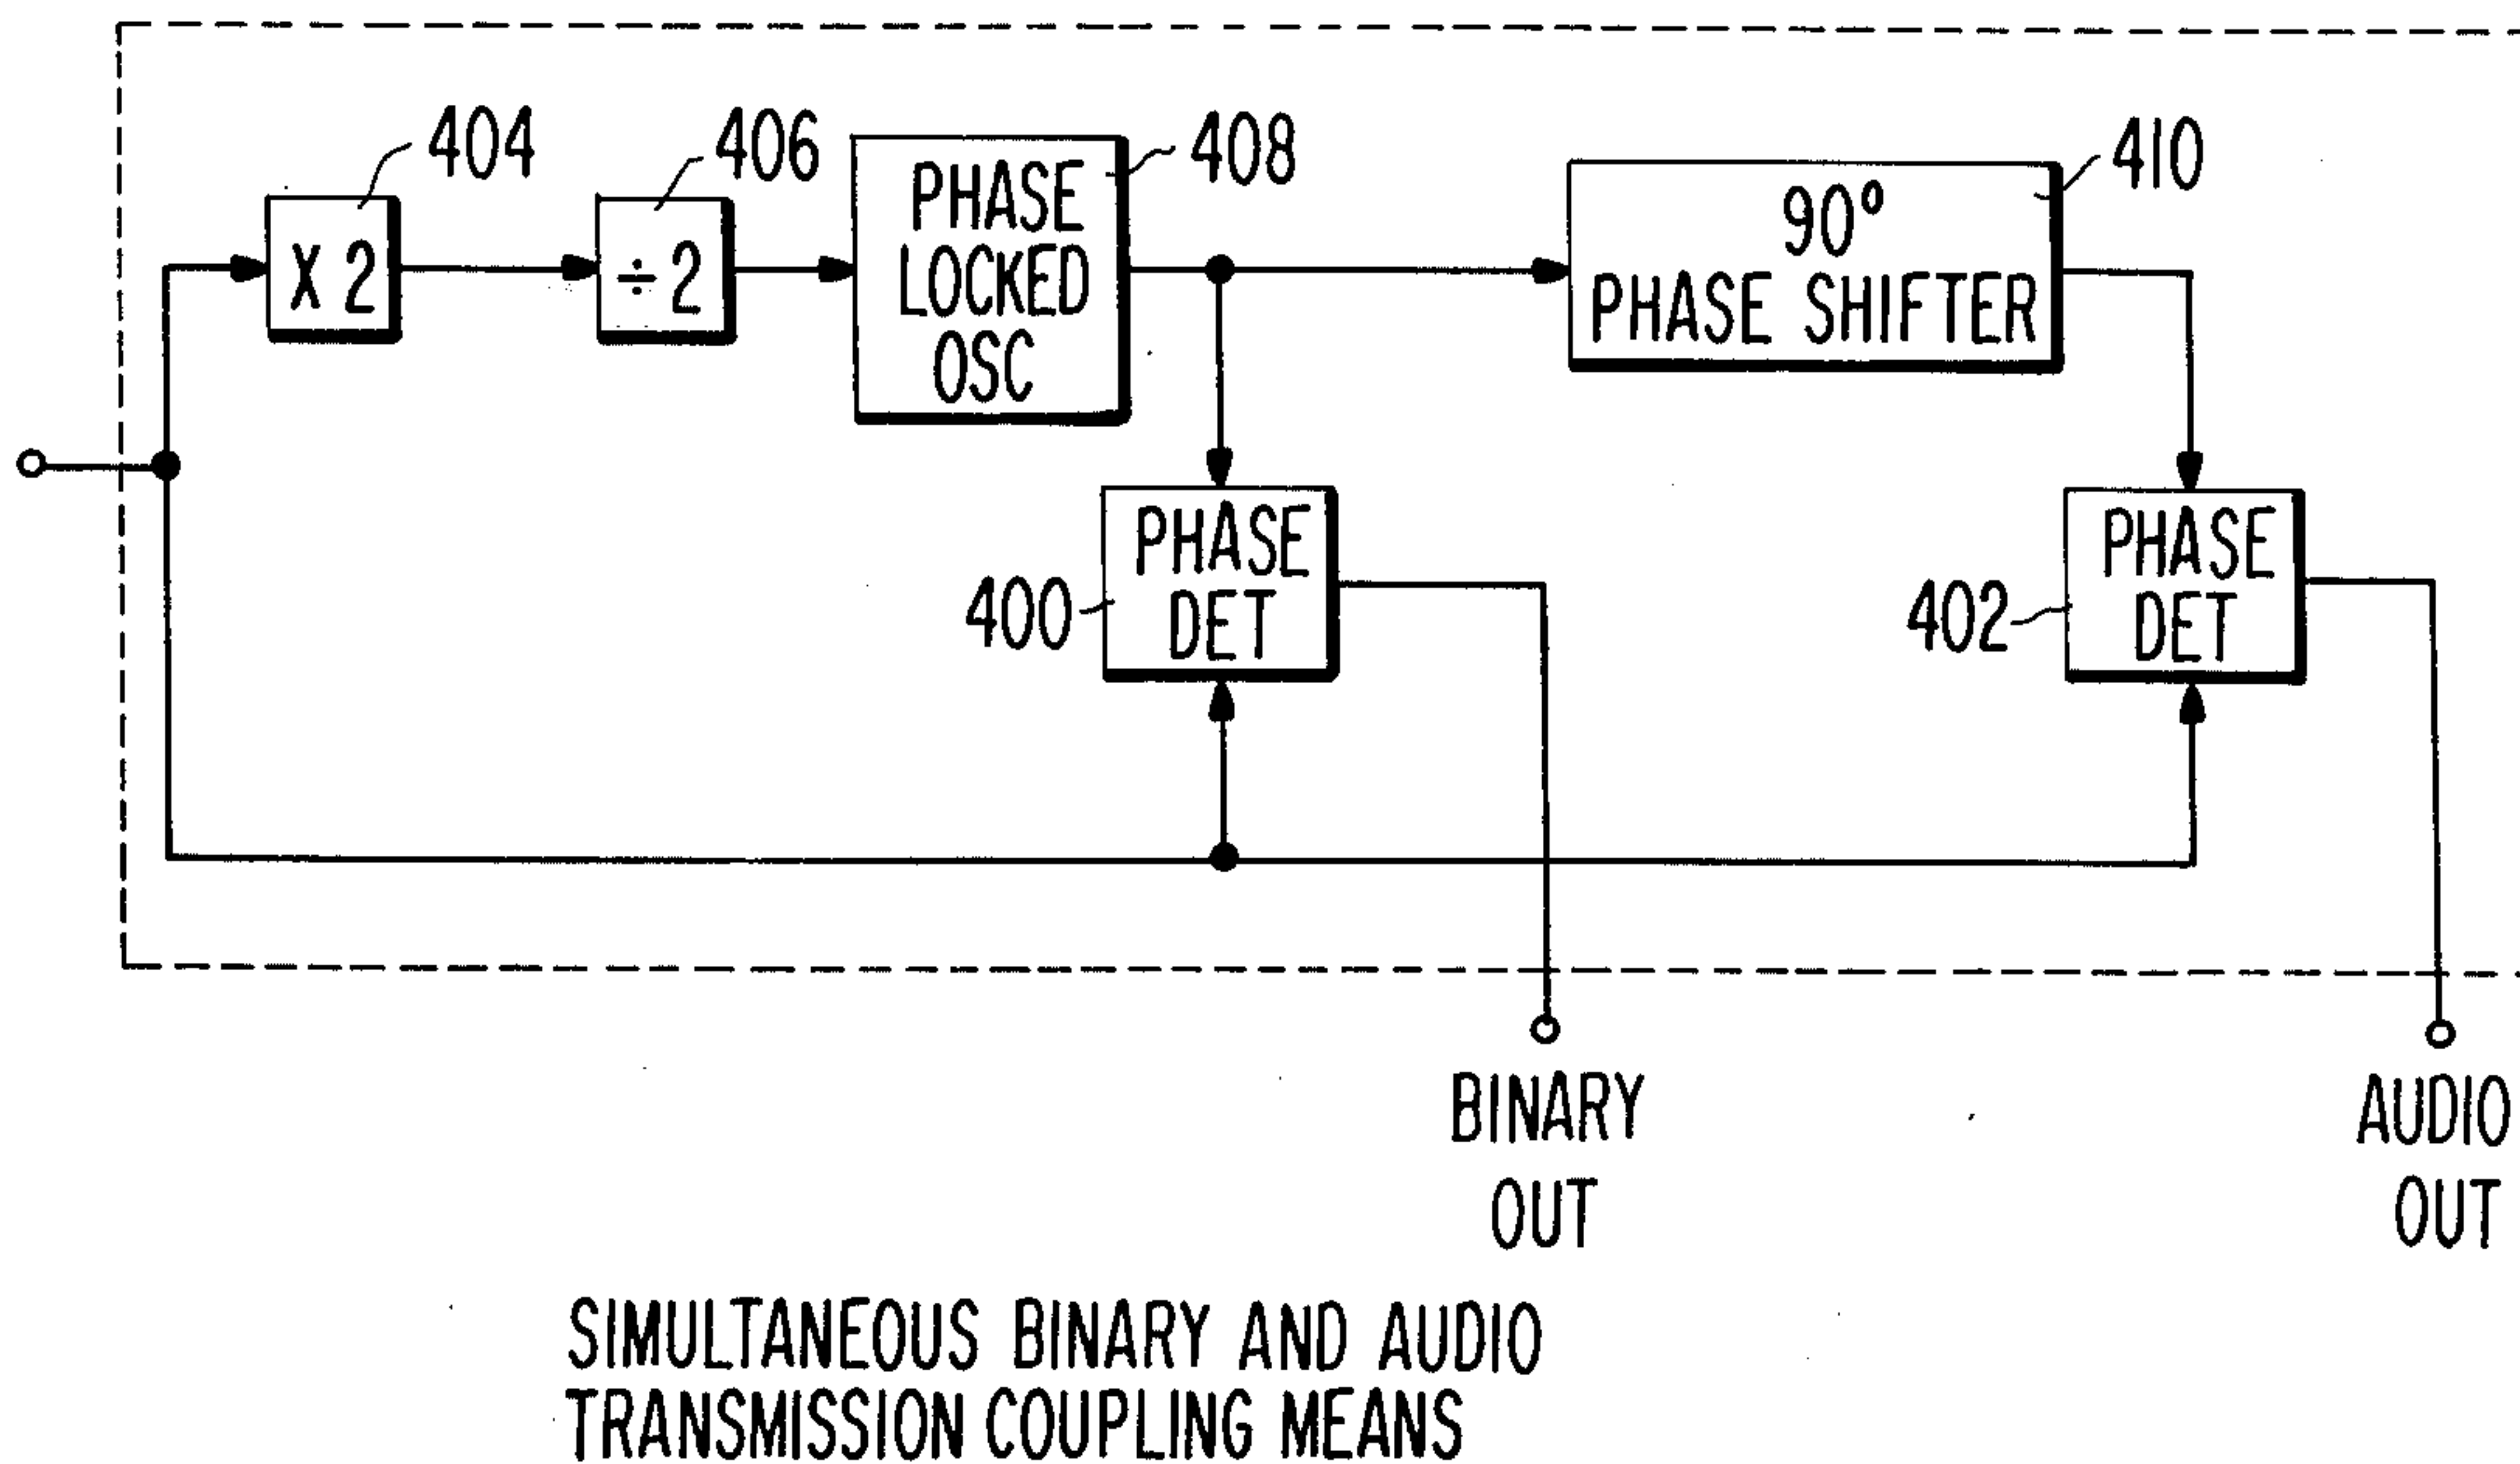 404
406
408
410
X 2
÷ 2
PHASE
LOCKED
OSC
90°
PHASE SHIFTER
400
PHASE
DET
402
PHASE
DET
BINARY
OUT
AUDIO
OUT
SIMULTANEOUS BINARY AND AUDIO
TRANSMISSION COUPLING MEANS